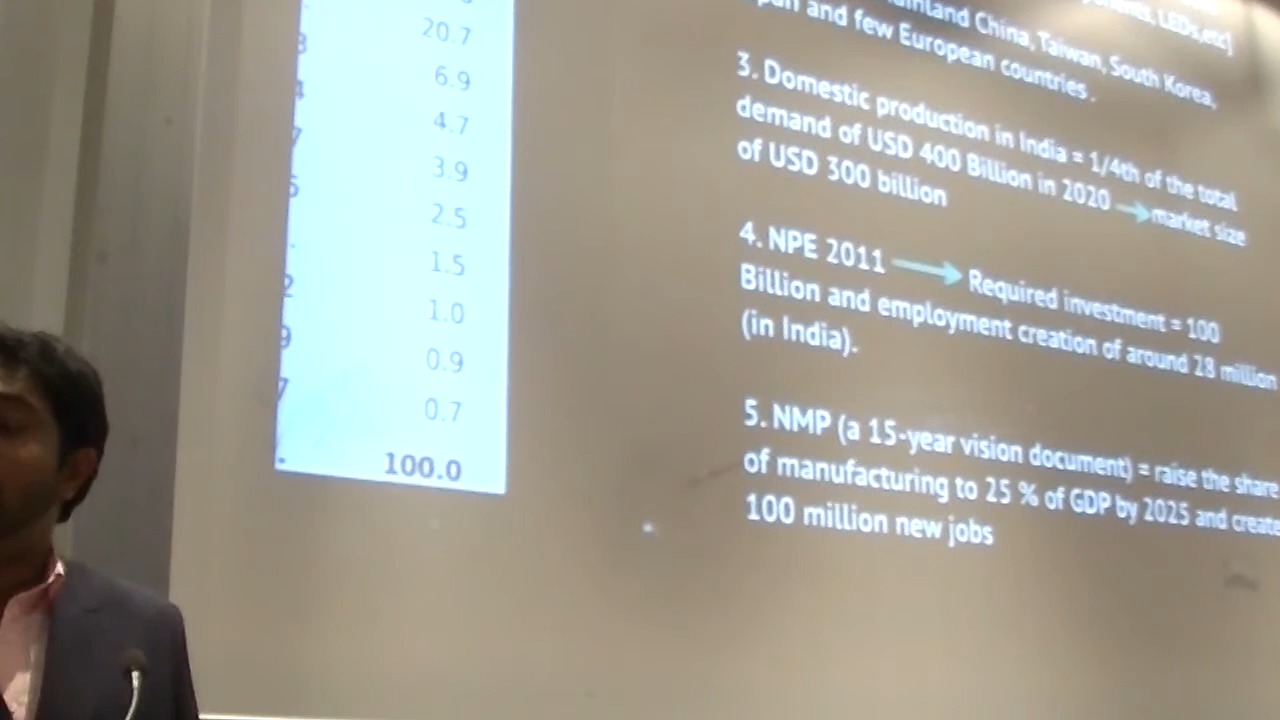 20.7
6.9
4.7
3.9
2.5
1.5
1.0
0.9
0.7
100.0
LEDs,etc]
China, Taiwan, South Korea,
and few European countries.
3. Domestic production in India = 1/4th of the total
demand of USD 400 Billion in 2020 → market size
of USD 300 billion
4. NPE 2011 → Required investment = 100
Billion and employment creation of around 28 million
(in India).
5. NMP (a 15-year vision document) = raise the share
of manufacturing to 25 % of GDP by 2025 and create
100 million new jobs